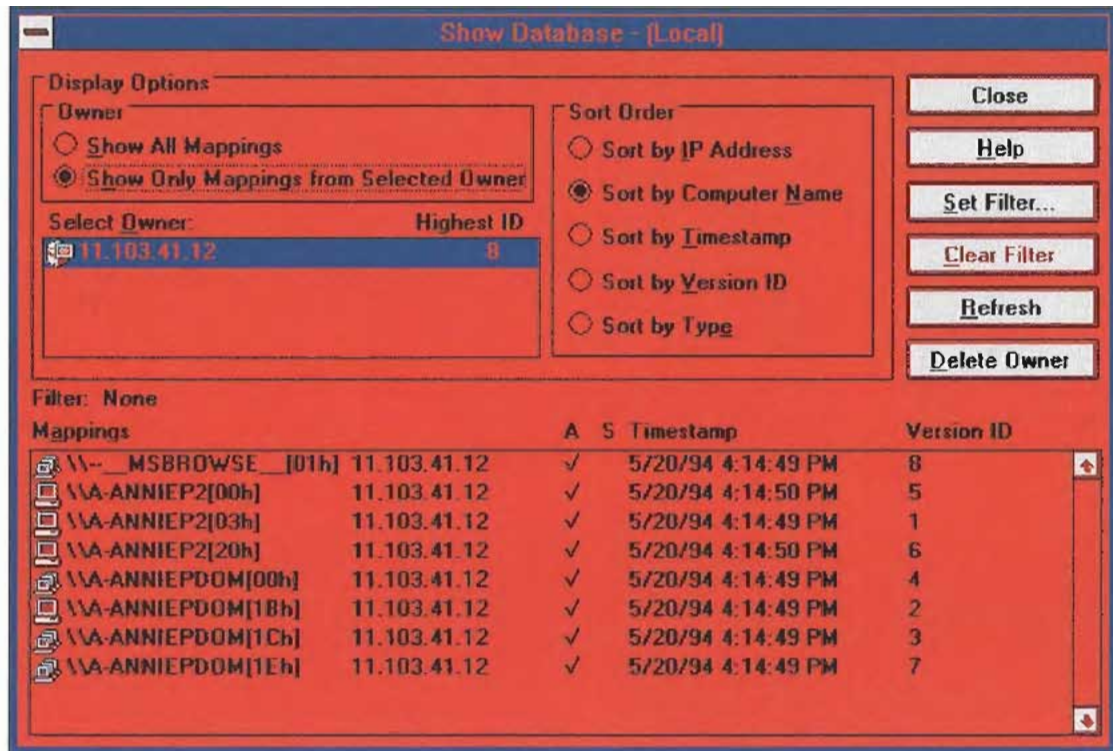 Show Database - (Local)
Display Options
Owner
Show All Mappings
Show Only Mappings from Selected Owner
Select Owner: Highest ID
11.103.41.12 8
Sort Order
Sort by IP Address
Sort by Computer Name
Sort by Timestamp
Sort by Version ID
Sort by Type
Close
Help
Set Filter...
Clear Filter
Refresh
Delete Owner
Filter: None
Mappings A S Timestamp Version ID
\\--__MSBROWSE__[01h] 11.103.41.12 √ 5/20/94 4:14:49 PM 8
\\A-ANNIEP2[00h] 11.103.41.12 √ 5/20/94 4:14:50 PM 5
\\A-ANNIEP2[03h] 11.103.41.12 √ 5/20/94 4:14:49 PM 1
\\A-ANNIEP2[20h] 11.103.41.12 √ 5/20/94 4:14:50 PM 6
\\A-ANNIEPDOM[00h] 11.103.41.12 √ 5/20/94 4:14:49 PM 4
\\A-ANNIEPDOM[1Bh] 11.103.41.12 √ 5/20/94 4:14:49 PM 2
\\A-ANNIEPDOM[1Ch] 11.103.41.12 √ 5/20/94 4:14:49 PM 3
\\A-ANNIEPDOM[1Eh] 11.103.41.12 √ 5/20/94 4:14:49 PM 7